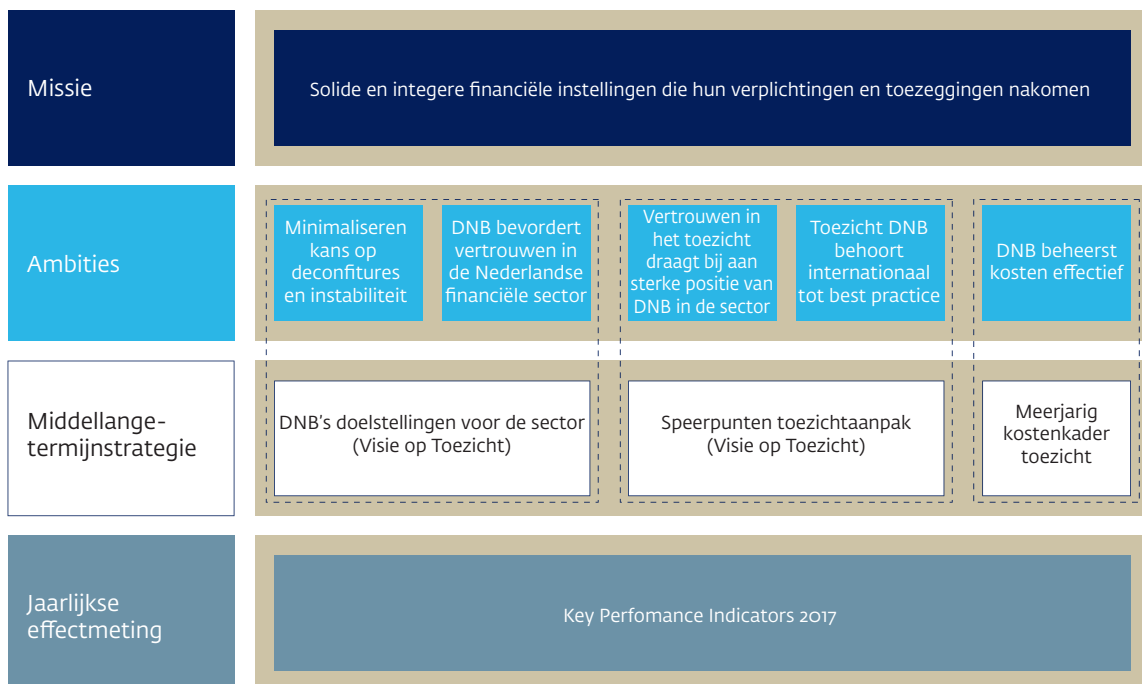 Missie
Solide en integere financiële instellingen die hun verplichtingen en toezeggingen nakomen
Ambities
Minimaliseren
kans op
deconfitures
en instabiliteit
DNB bevordert
vertrouwen in
de Nederlandse
financiële sector
Vertrouwen in
het toezicht
draagt bij aan
sterke positie van
DNB in de sector
Toezicht DNB
behoort
internationaal
tot best practice
DNB beheerst
kosten effectief
Middellange-
termijnstrategie
DNB's doelstellingen voor de sector
(Visie op Toezicht)
Speerpunten toezichtaanpak
(Visie op Toezicht)
Meerjarig
kostenkader
toezicht
Jaarlijkse
effectmeting
Key Perfomance Indicators 2017